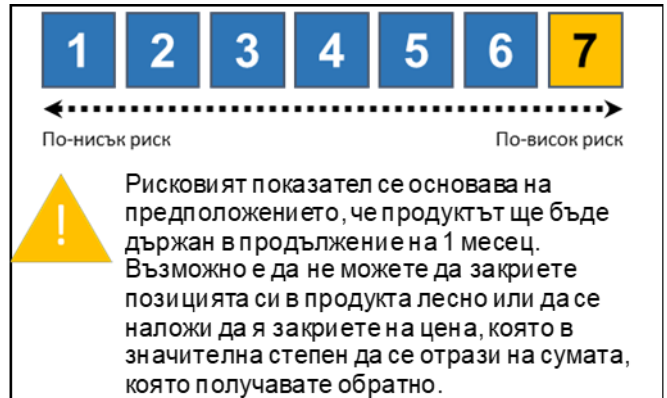 1 2 3 4 5 6 7
По-нисък риск По-висок риск
!
Рисковият показател се основава на
предположението, че продуктът ще бъде
държан в продължение на 1 месец.
Възможно е да не можете да закриете
позицията си в продукта лесно или да се
наложи да я закриете на цена, която в
значителна степен да се отрази на сумата,
която получавате обратно.